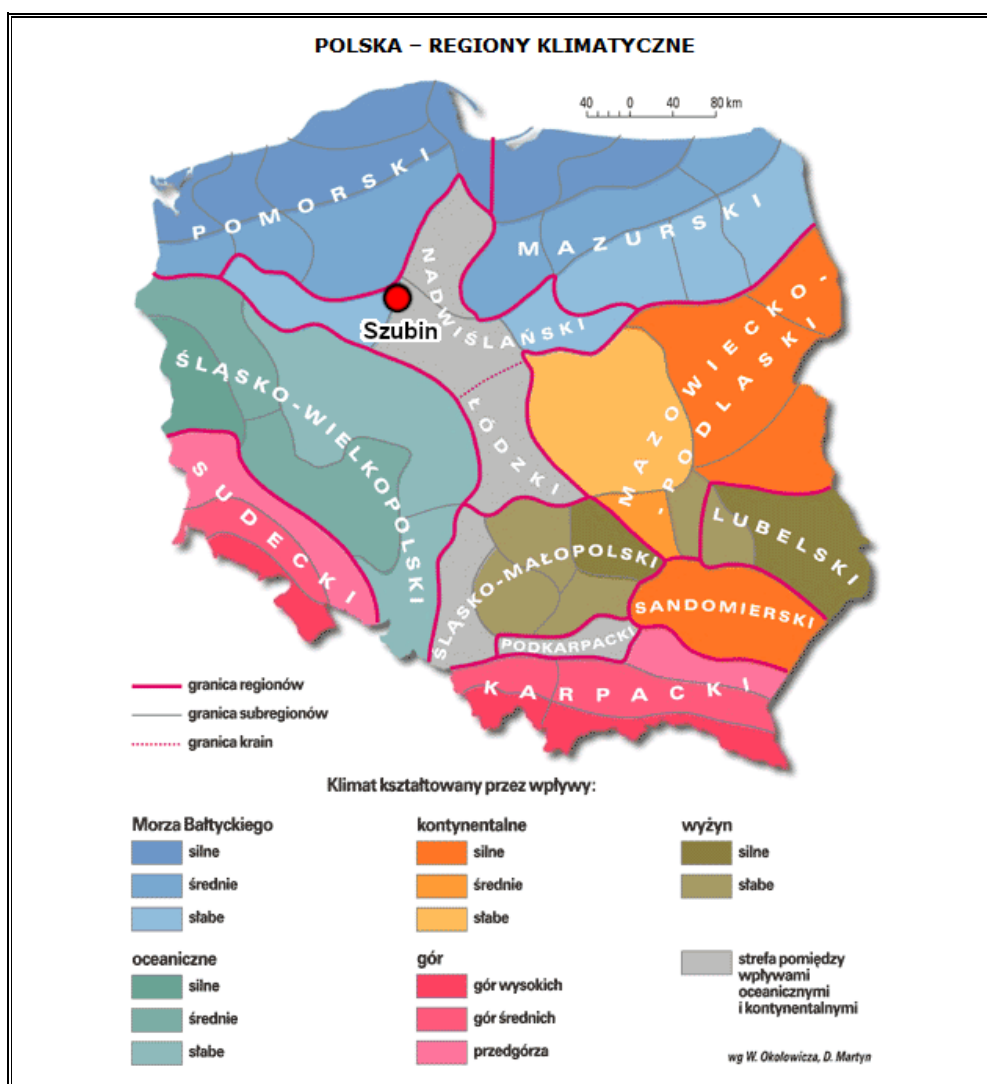 POLSKA – REGIONY KLIMATYCZNE
40 0 40 80 km
POMORSKI
MAZURSKI
NADWIŚLAŃSKI
Szubin
MAZOWIECKO-
-PODLASKI
ŚLĄSKO-WIELKOPOLSKI
ŁÓDZKI
SUDECKI
LUBELSKI
ŚLĄSKO-MAŁOPOLSKI
SANDOMIERSKI
PODKARPACKI
KARPACKI
granica regionów
granica subregionów
granica krain
Klimat kształtowany przez wpływy:
Morza Bałtyckiego
silne
średnie
słabe
kontynentalne
silne
średnie
słabe
wyżyn
silne
słabe
oceaniczne
silne
średnie
słabe
gór
gór wysokich
gór średnich
przedgórza
strefa pomiędzy
wpływami
oceanicznymi
i kontynentalnymi
wg W. Okołowicza, D. Martyn